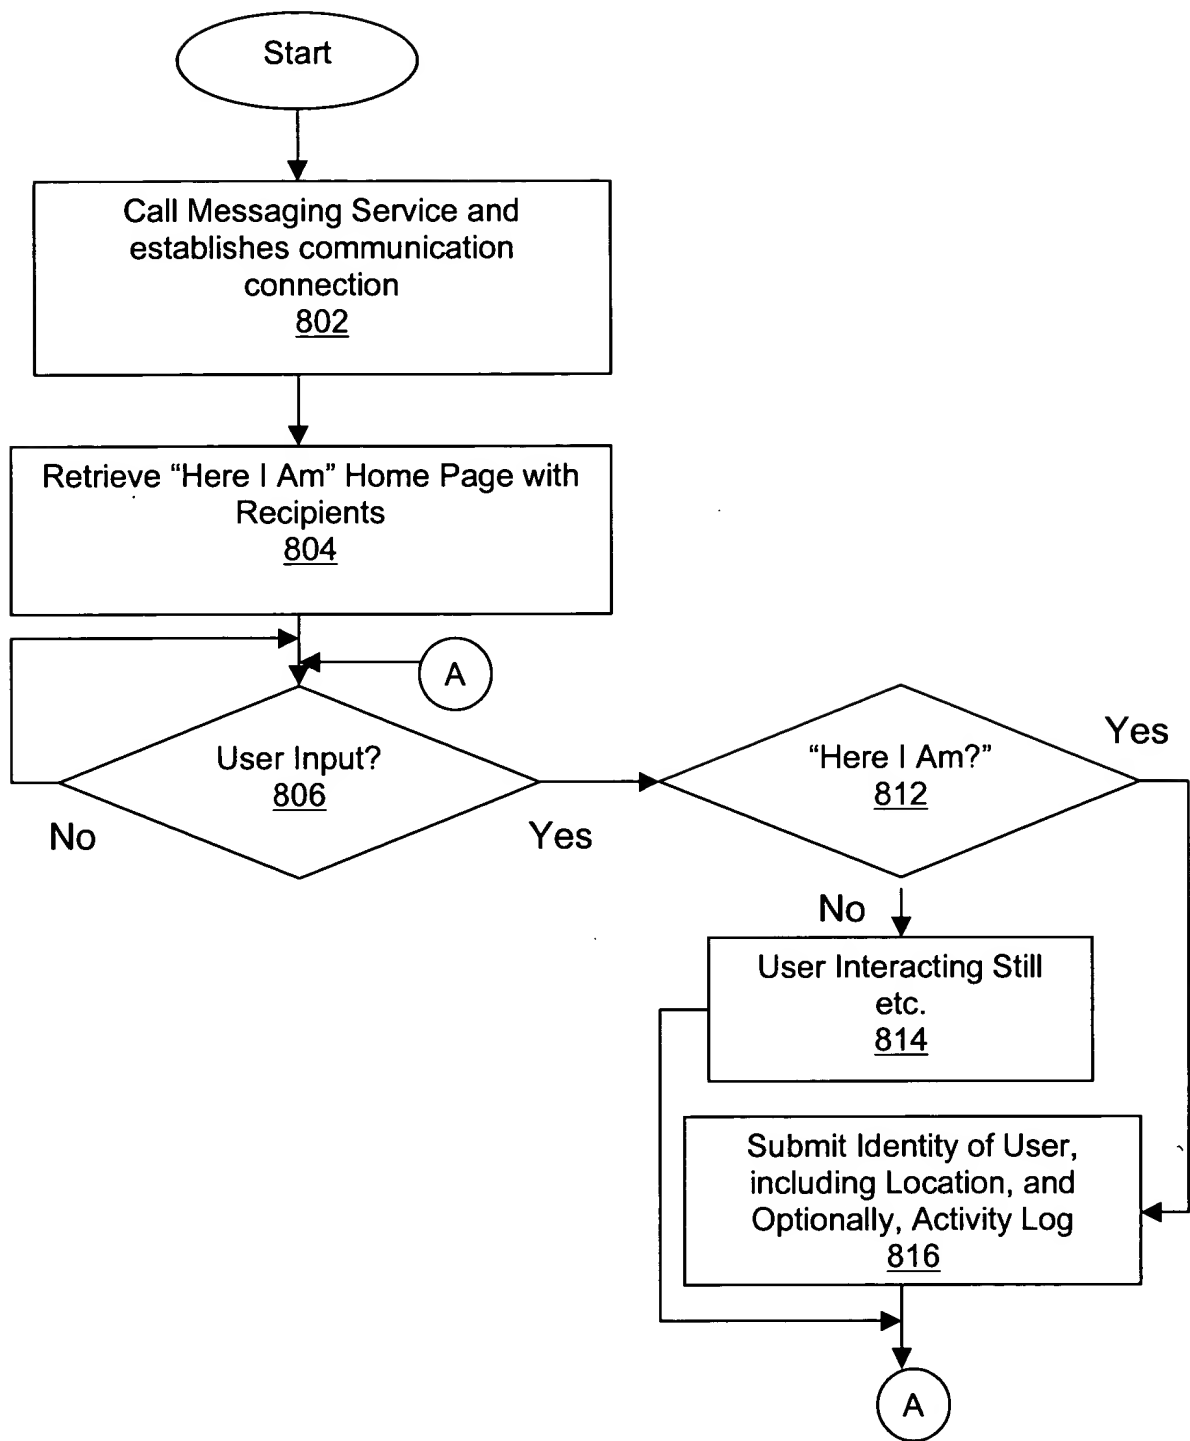 Start
Call Messaging Service and
establishes communication
connection
802
Retrieve “Here I Am” Home Page with
Recipients
804
A
User Input?
806
No
Yes
“Here I Am?”
812
Yes
No
User Interacting Still
etc.
814
Submit Identity of User,
including Location, and
Optionally, Activity Log
816
A